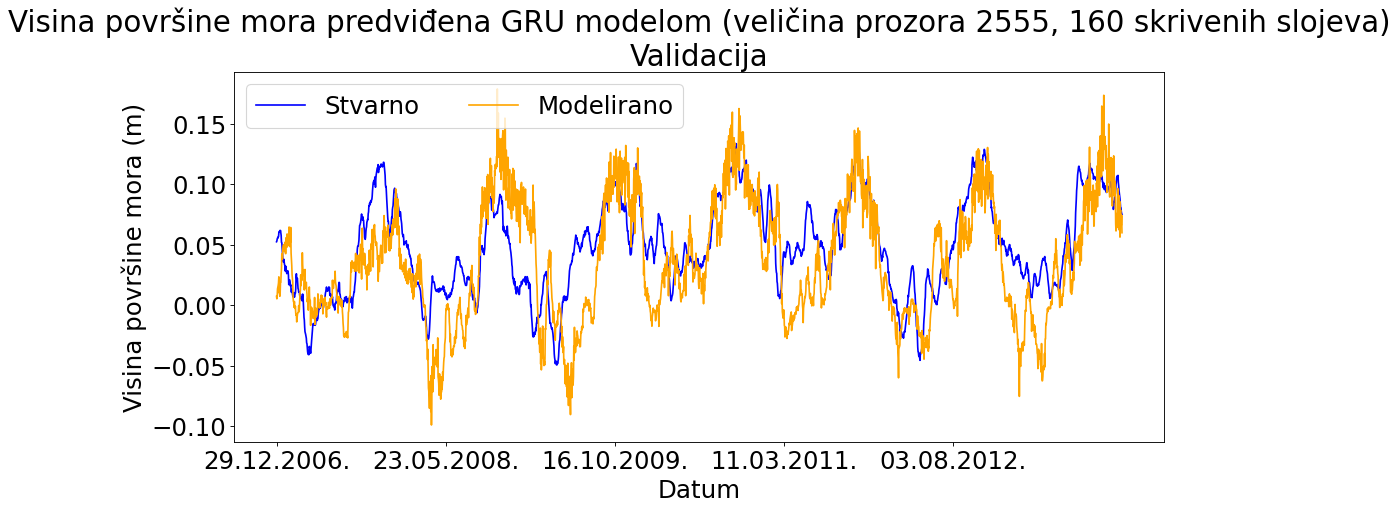 Visina površine mora predviđena GRU modelom (veličina prozora 2555, 160 skrivenih slojeva)
Validacija
Stvarno Modelirano
Visina površine mora (m)
0.15
0.10
0.05
0.00
−0.05
−0.10
29.12.2006. 23.05.2008. 16.10.2009. 11.03.2011. 03.08.2012.
Datum